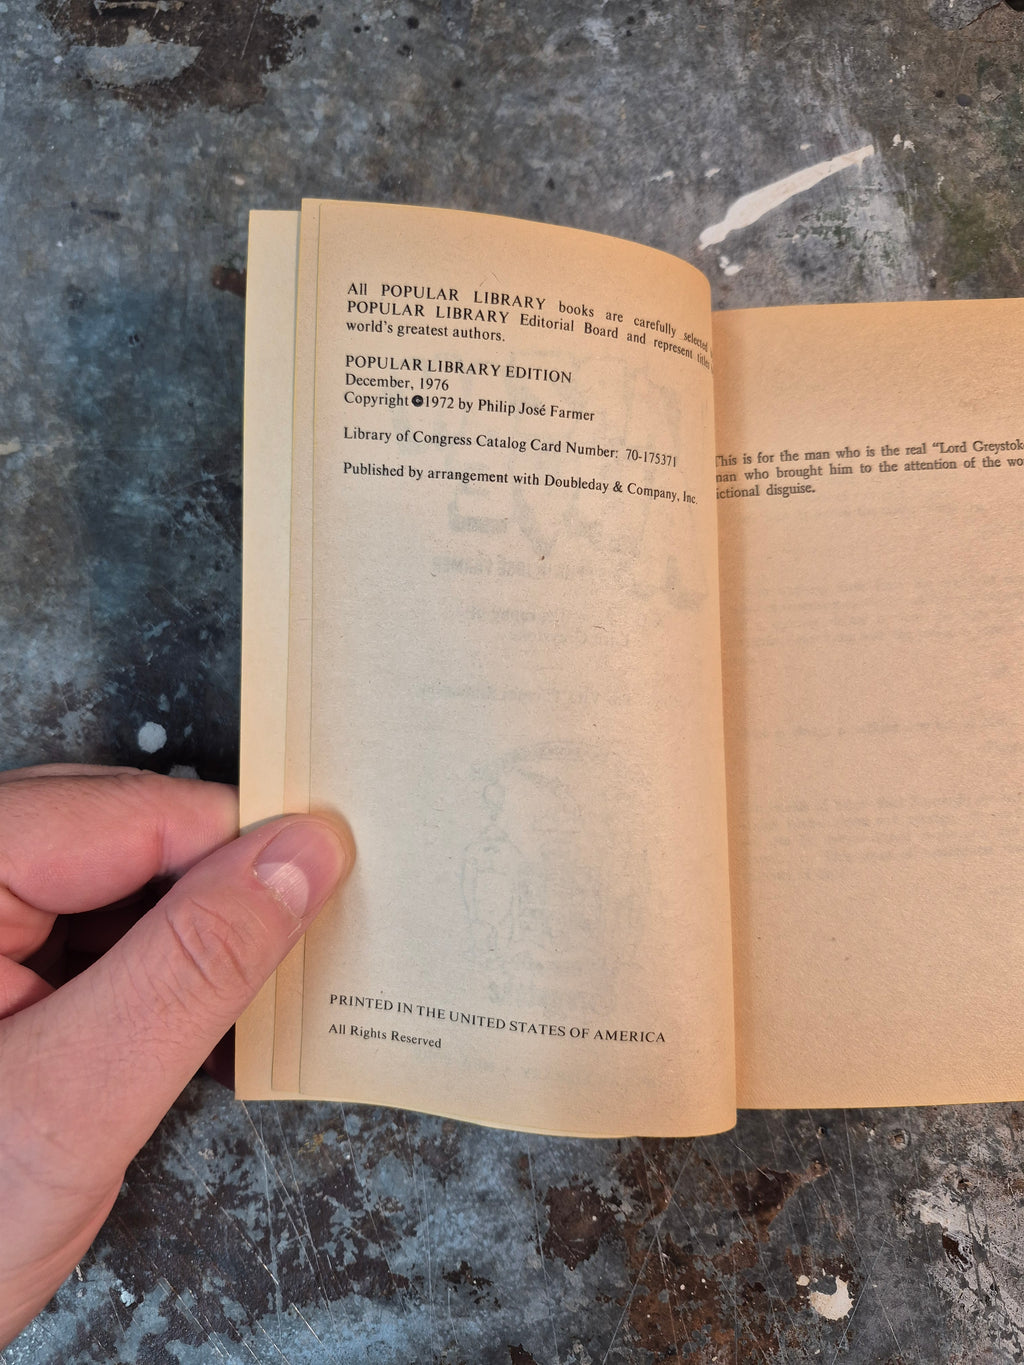 All POPULAR LIBRARY books are carefully selected
POPULAR LIBRARY Editorial Board and represent titles
world's greatest authors.
POPULAR LIBRARY EDITION
December, 1976
Copyright © 1972 by Philip José Farmer
Library of Congress Catalog Card Number: 70-175371
Published by arrangement with Doubleday & Company, Inc.
PRINTED IN THE UNITED STATES OF AMERICA
All Rights Reserved
This is for the man who is the real "Lord Greystok
man who brought him to the attention of the wo
ictional disguise.